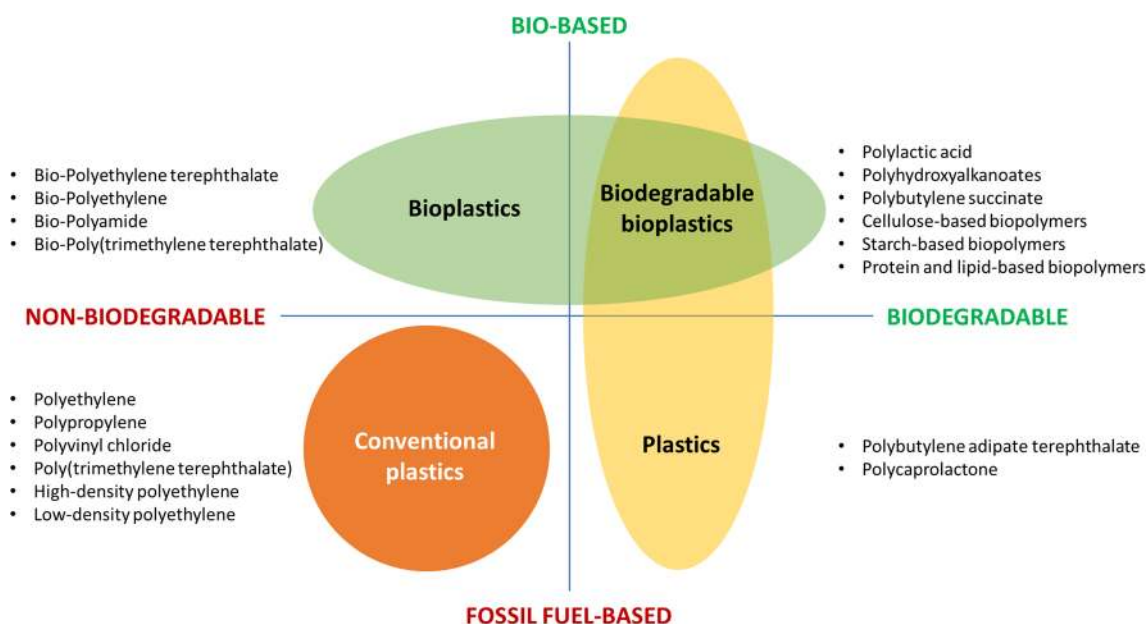 BIO-BASED
• Bio-Polyethylene terephthalate
• Bio-Polyethylene
• Bio-Polyamide
• Bio-Poly(trimethylene terephthalate)
Bioplastics
Biodegradable
bioplastics
• Polylactic acid
• Polyhydroxyalkanoates
• Polybutylene succinate
• Cellulose-based biopolymers
• Starch-based biopolymers
• Protein and lipid-based biopolymers
NON-BIODEGRADABLE
BIODEGRADABLE
• Polyethylene
• Polypropylene
• Polyvinyl chloride
• Poly(trimethylene terephthalate)
• High-density polyethylene
• Low-density polyethylene
Conventional
plastics
Plastics
• Polybutylene adipate terephthalate
• Polycaprolactone
FOSSIL FUEL-BASED